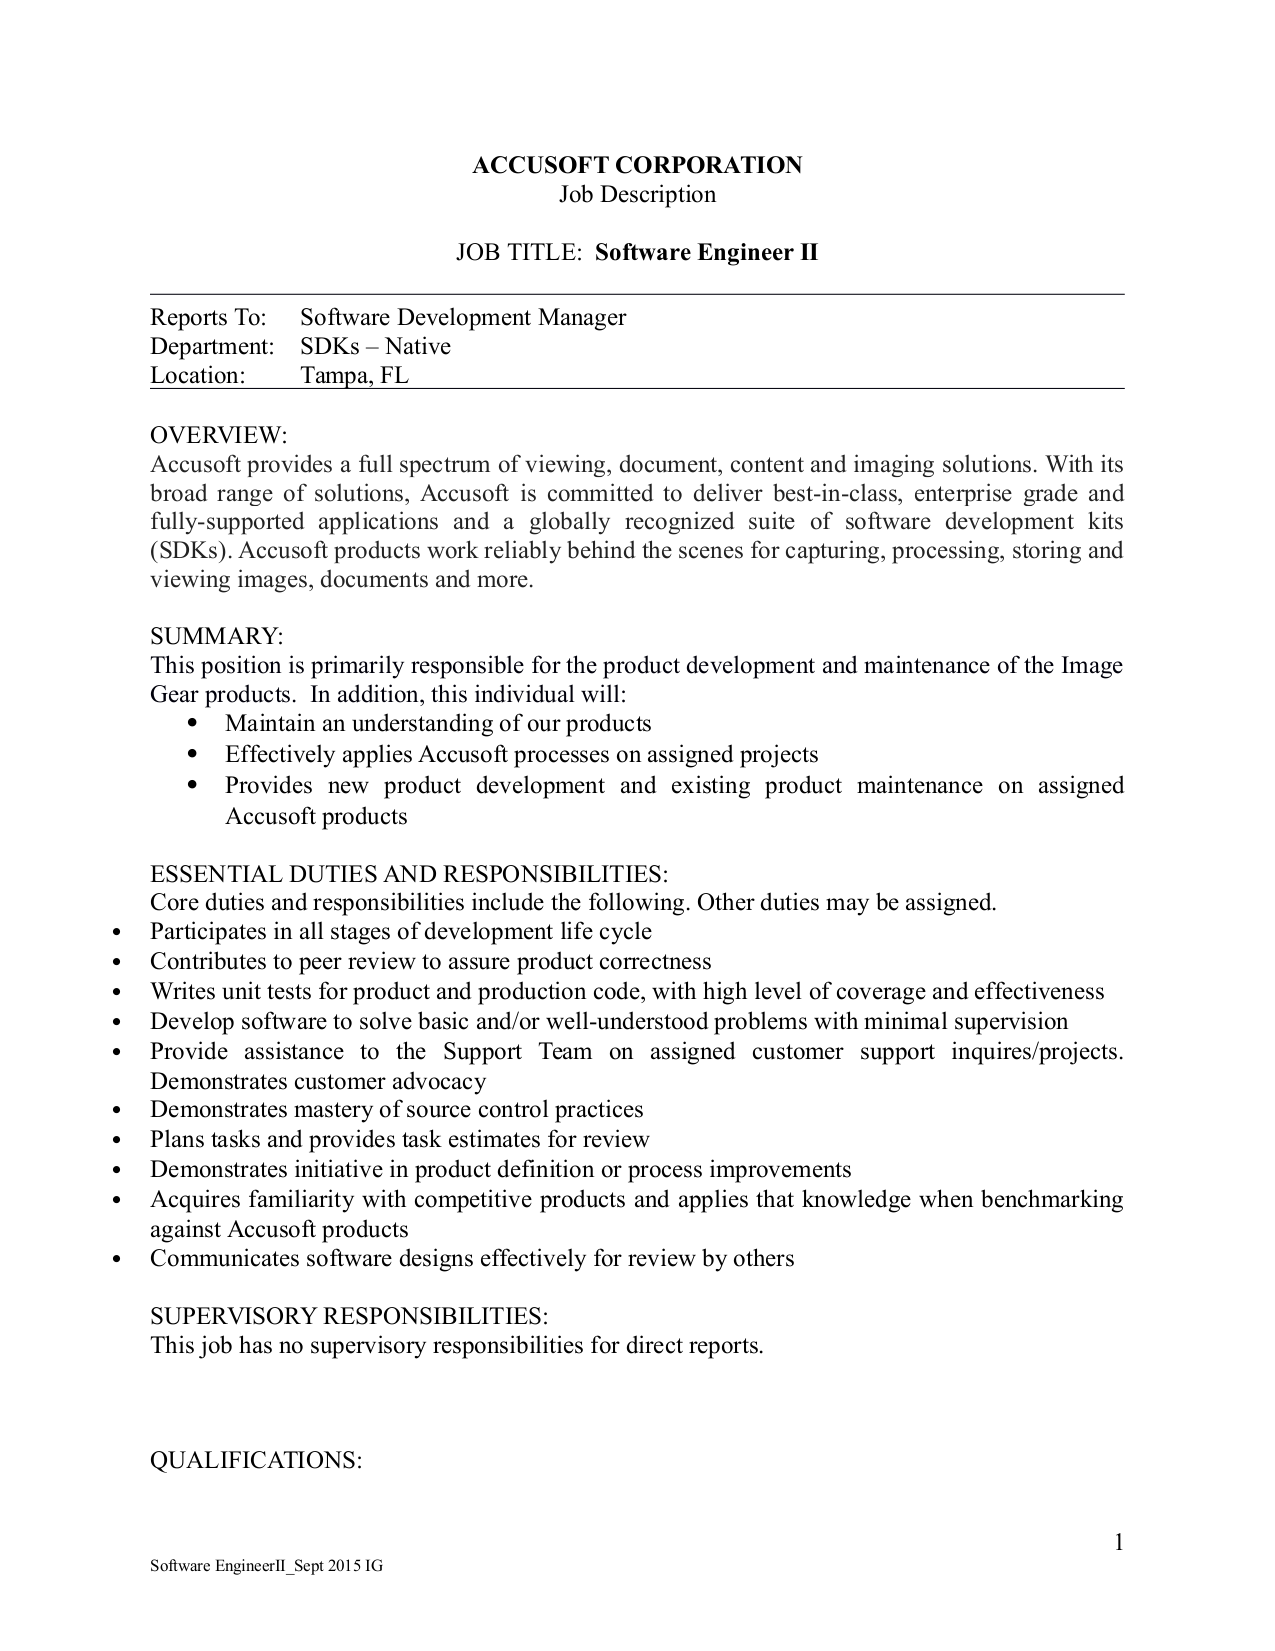 ACCUSOFT CORPORATION
Job Description
JOB TITLE:  Software Engineer II
Reports To: Software Development Manager
Department: SDKs – Native
Location: Tampa, FL
OVERVIEW:
Accusoft provides a full spectrum of viewing, document, content and imaging solutions. With its
broad range of solutions, Accusoft is committed to deliver best-in-class, enterprise grade and
fully-supported applications and a globally recognized suite of software development kits
(SDKs). Accusoft products work reliably behind the scenes for capturing, processing, storing and
viewing images, documents and more.
SUMMARY:
This position is primarily responsible for the product development and maintenance of the Image
Gear products.  In addition, this individual will:
• Maintain an understanding of our products
• Effectively applies Accusoft processes on assigned projects
• Provides new product development and existing product maintenance on assigned
Accusoft products
ESSENTIAL DUTIES AND RESPONSIBILITIES:
Core duties and responsibilities include the following. Other duties may be assigned.
• Participates in all stages of development life cycle
• Contributes to peer review to assure product correctness
• Writes unit tests for product and production code, with high level of coverage and effectiveness
• Develop software to solve basic and/or well-understood problems with minimal supervision
• Provide assistance to the Support Team on assigned customer support inquires/projects.
Demonstrates customer advocacy
• Demonstrates mastery of source control practices
• Plans tasks and provides task estimates for review
• Demonstrates initiative in product definition or process improvements
• Acquires familiarity with competitive products and applies that knowledge when benchmarking
against Accusoft products
• Communicates software designs effectively for review by others
SUPERVISORY RESPONSIBILITIES:
This job has no supervisory responsibilities for direct reports.
QUALIFICATIONS:
1
Software EngineerII_Sept 2015 IG